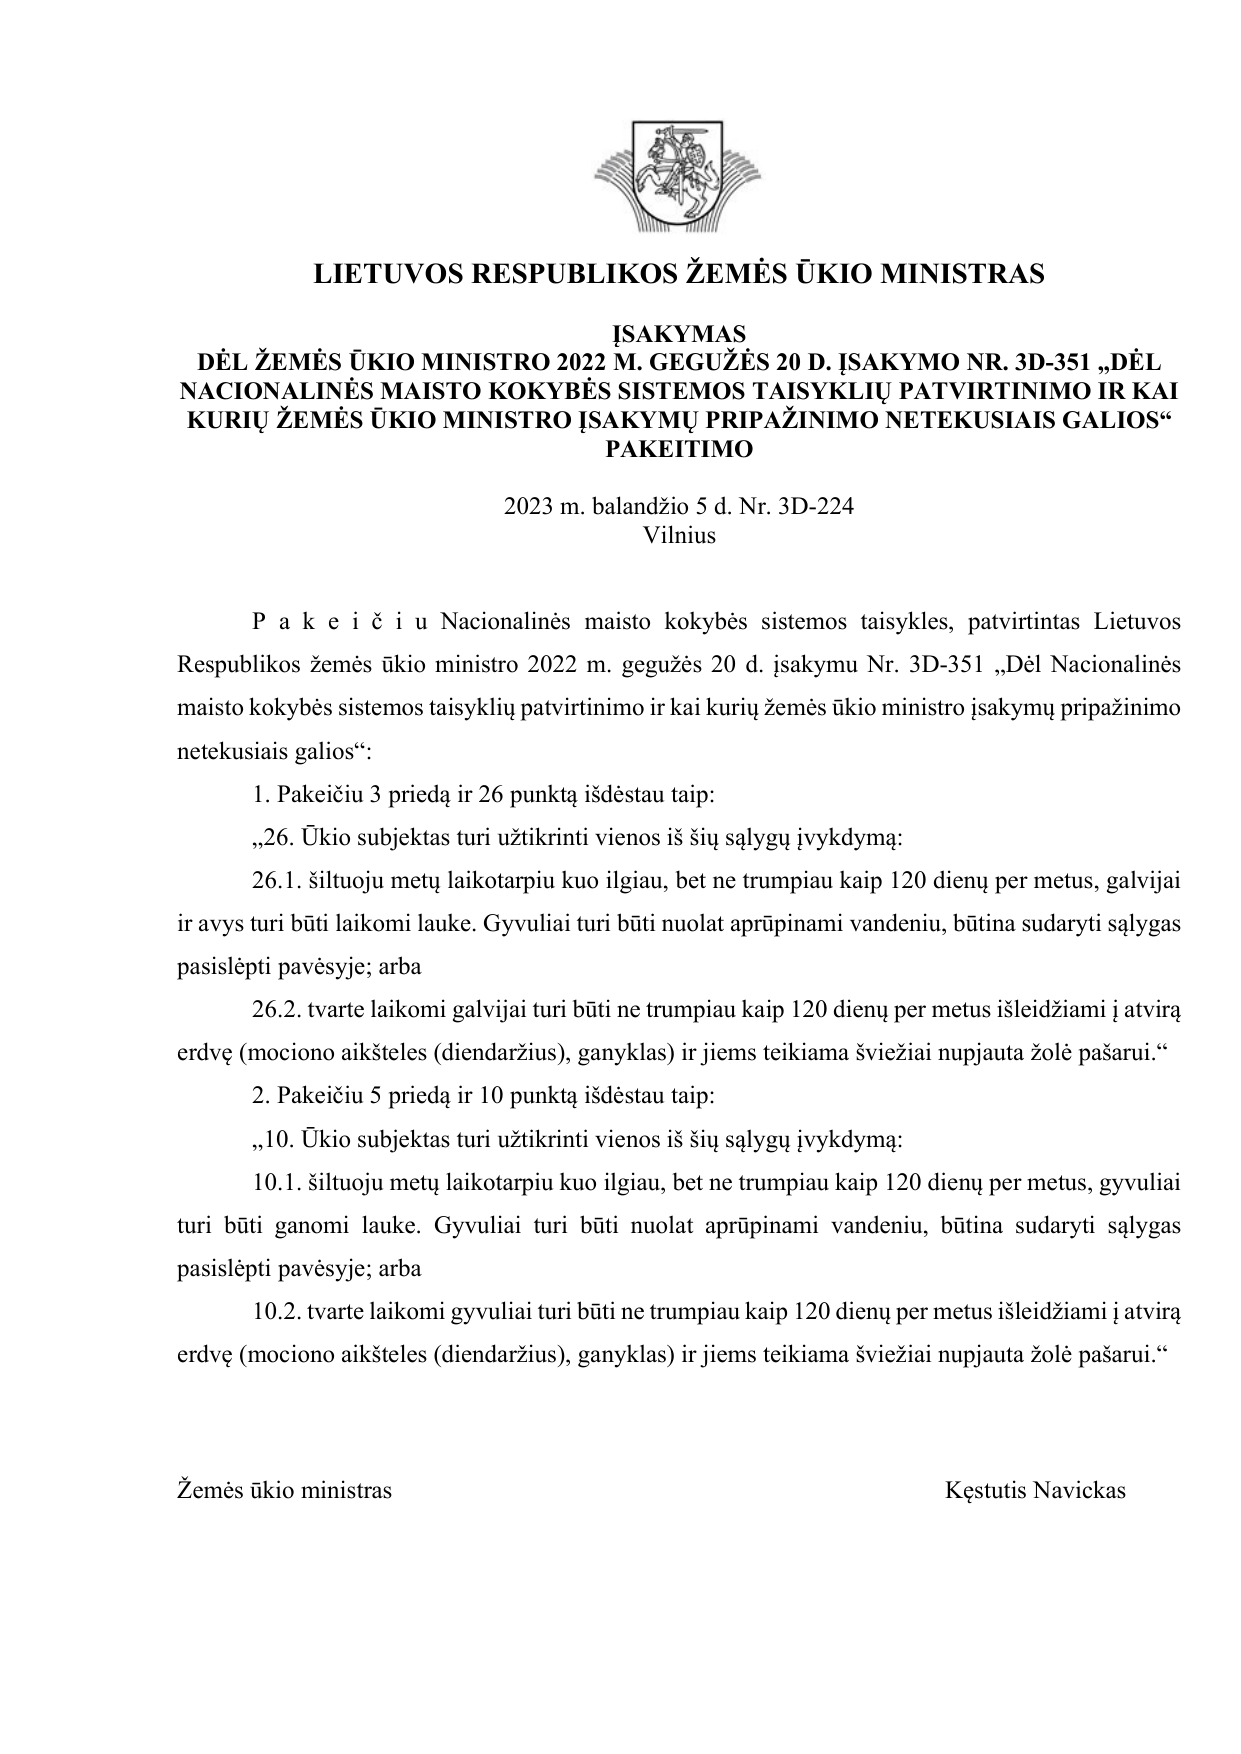 LIETUVOS RESPUBLIKOS ŽEMĖS ŪKIO MINISTRAS
ĮSAKYMAS
DĖL ŽEMĖS ŪKIO MINISTRO 2022 M. GEGUŽĖS 20 D. ĮSAKYMO NR. 3D-351 „DĖL
NACIONALINĖS MAISTO KOKYBĖS SISTEMOS TAISYKLIŲ PATVIRTINIMO IR KAI
KURIŲ ŽEMĖS ŪKIO MINISTRO ĮSAKYMŲ PRIPAŽINIMO NETEKUSIAIS GALIOS“
PAKEITIMO
2023 m. balandžio 5 d. Nr. 3D-224
Vilnius
P a k e i č i u Nacionalinės maisto kokybės sistemos taisykles, patvirtintas Lietuvos
Respublikos žemės ūkio ministro 2022 m. gegužės 20 d. įsakymu Nr. 3D-351 „Dėl Nacionalinės
maisto kokybės sistemos taisyklių patvirtinimo ir kai kurių žemės ūkio ministro įsakymų pripažinimo
netekusiais galios“:
1. Pakeičiu 3 priedą ir 26 punktą išdėstau taip:
„26. Ūkio subjektas turi užtikrinti vienos iš šių sąlygų įvykdymą:
26.1. šiltuoju metų laikotarpiu kuo ilgiau, bet ne trumpiau kaip 120 dienų per metus, galvijai
ir avys turi būti laikomi lauke. Gyvuliai turi būti nuolat aprūpinami vandeniu, būtina sudaryti sąlygas
pasislėpti pavėsyje; arba
26.2. tvarte laikomi galvijai turi būti ne trumpiau kaip 120 dienų per metus išleidžiami į atvirą
erdvę (mociono aikšteles (diendaržius), ganyklas) ir jiems teikiama šviežiai nupjauta žolė pašarui.“
2. Pakeičiu 5 priedą ir 10 punktą išdėstau taip:
„10. Ūkio subjektas turi užtikrinti vienos iš šių sąlygų įvykdymą:
10.1. šiltuoju metų laikotarpiu kuo ilgiau, bet ne trumpiau kaip 120 dienų per metus, gyvuliai
turi būti ganomi lauke. Gyvuliai turi būti nuolat aprūpinami vandeniu, būtina sudaryti sąlygas
pasislėpti pavėsyje; arba
10.2. tvarte laikomi gyvuliai turi būti ne trumpiau kaip 120 dienų per metus išleidžiami į atvirą
erdvę (mociono aikšteles (diendaržius), ganyklas) ir jiems teikiama šviežiai nupjauta žolė pašarui.“
Žemės ūkio ministras Kęstutis Navickas